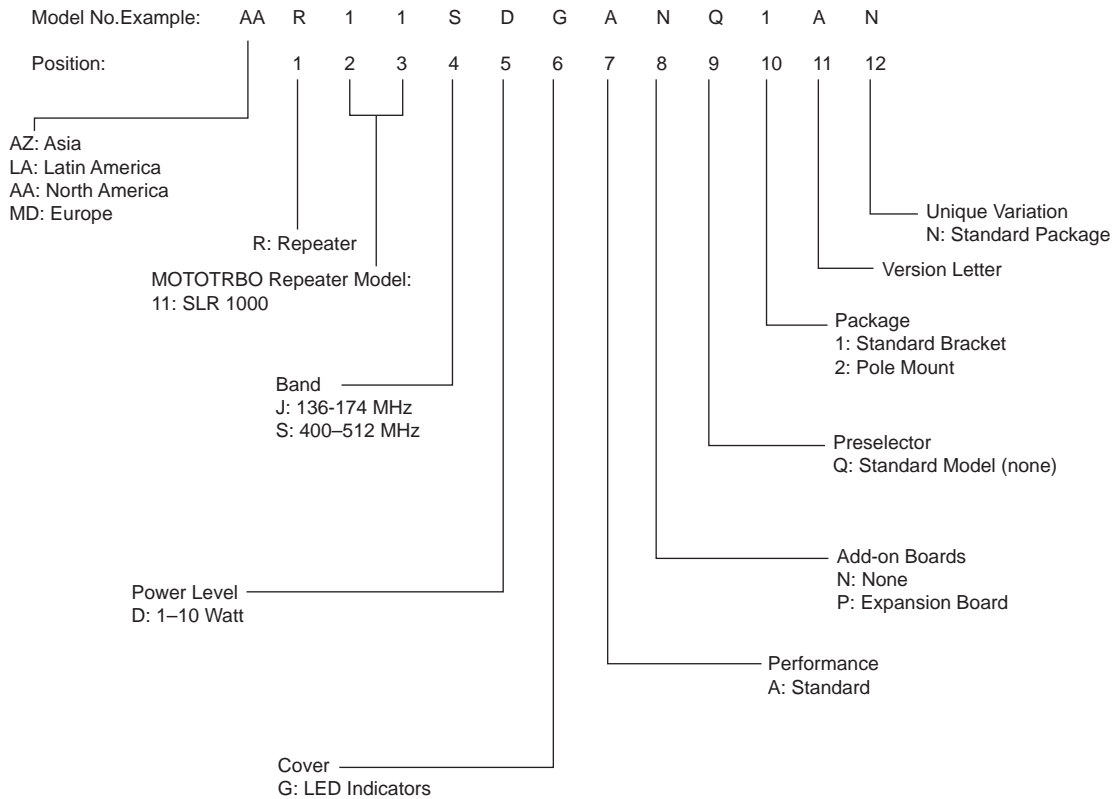 Model No.Example: AA R 1 1 S D G A N Q 1 A N
Position: 1 2 3 4 5 6 7 8 9 10 11 12
AZ: Asia
LA: Latin America
AA: North America
MD: Europe
R: Repeater
MOTOTRBO Repeater Model:
11: SLR 1000
Band
J: 136-174 MHz
S: 400–512 MHz
Power Level
D: 1–10 Watt
Cover
G: LED Indicators
Unique Variation
N: Standard Package
Version Letter
Package
1: Standard Bracket
2: Pole Mount
Preselector
Q: Standard Model (none)
Add-on Boards
N: None
P: Expansion Board
Performance
A: Standard